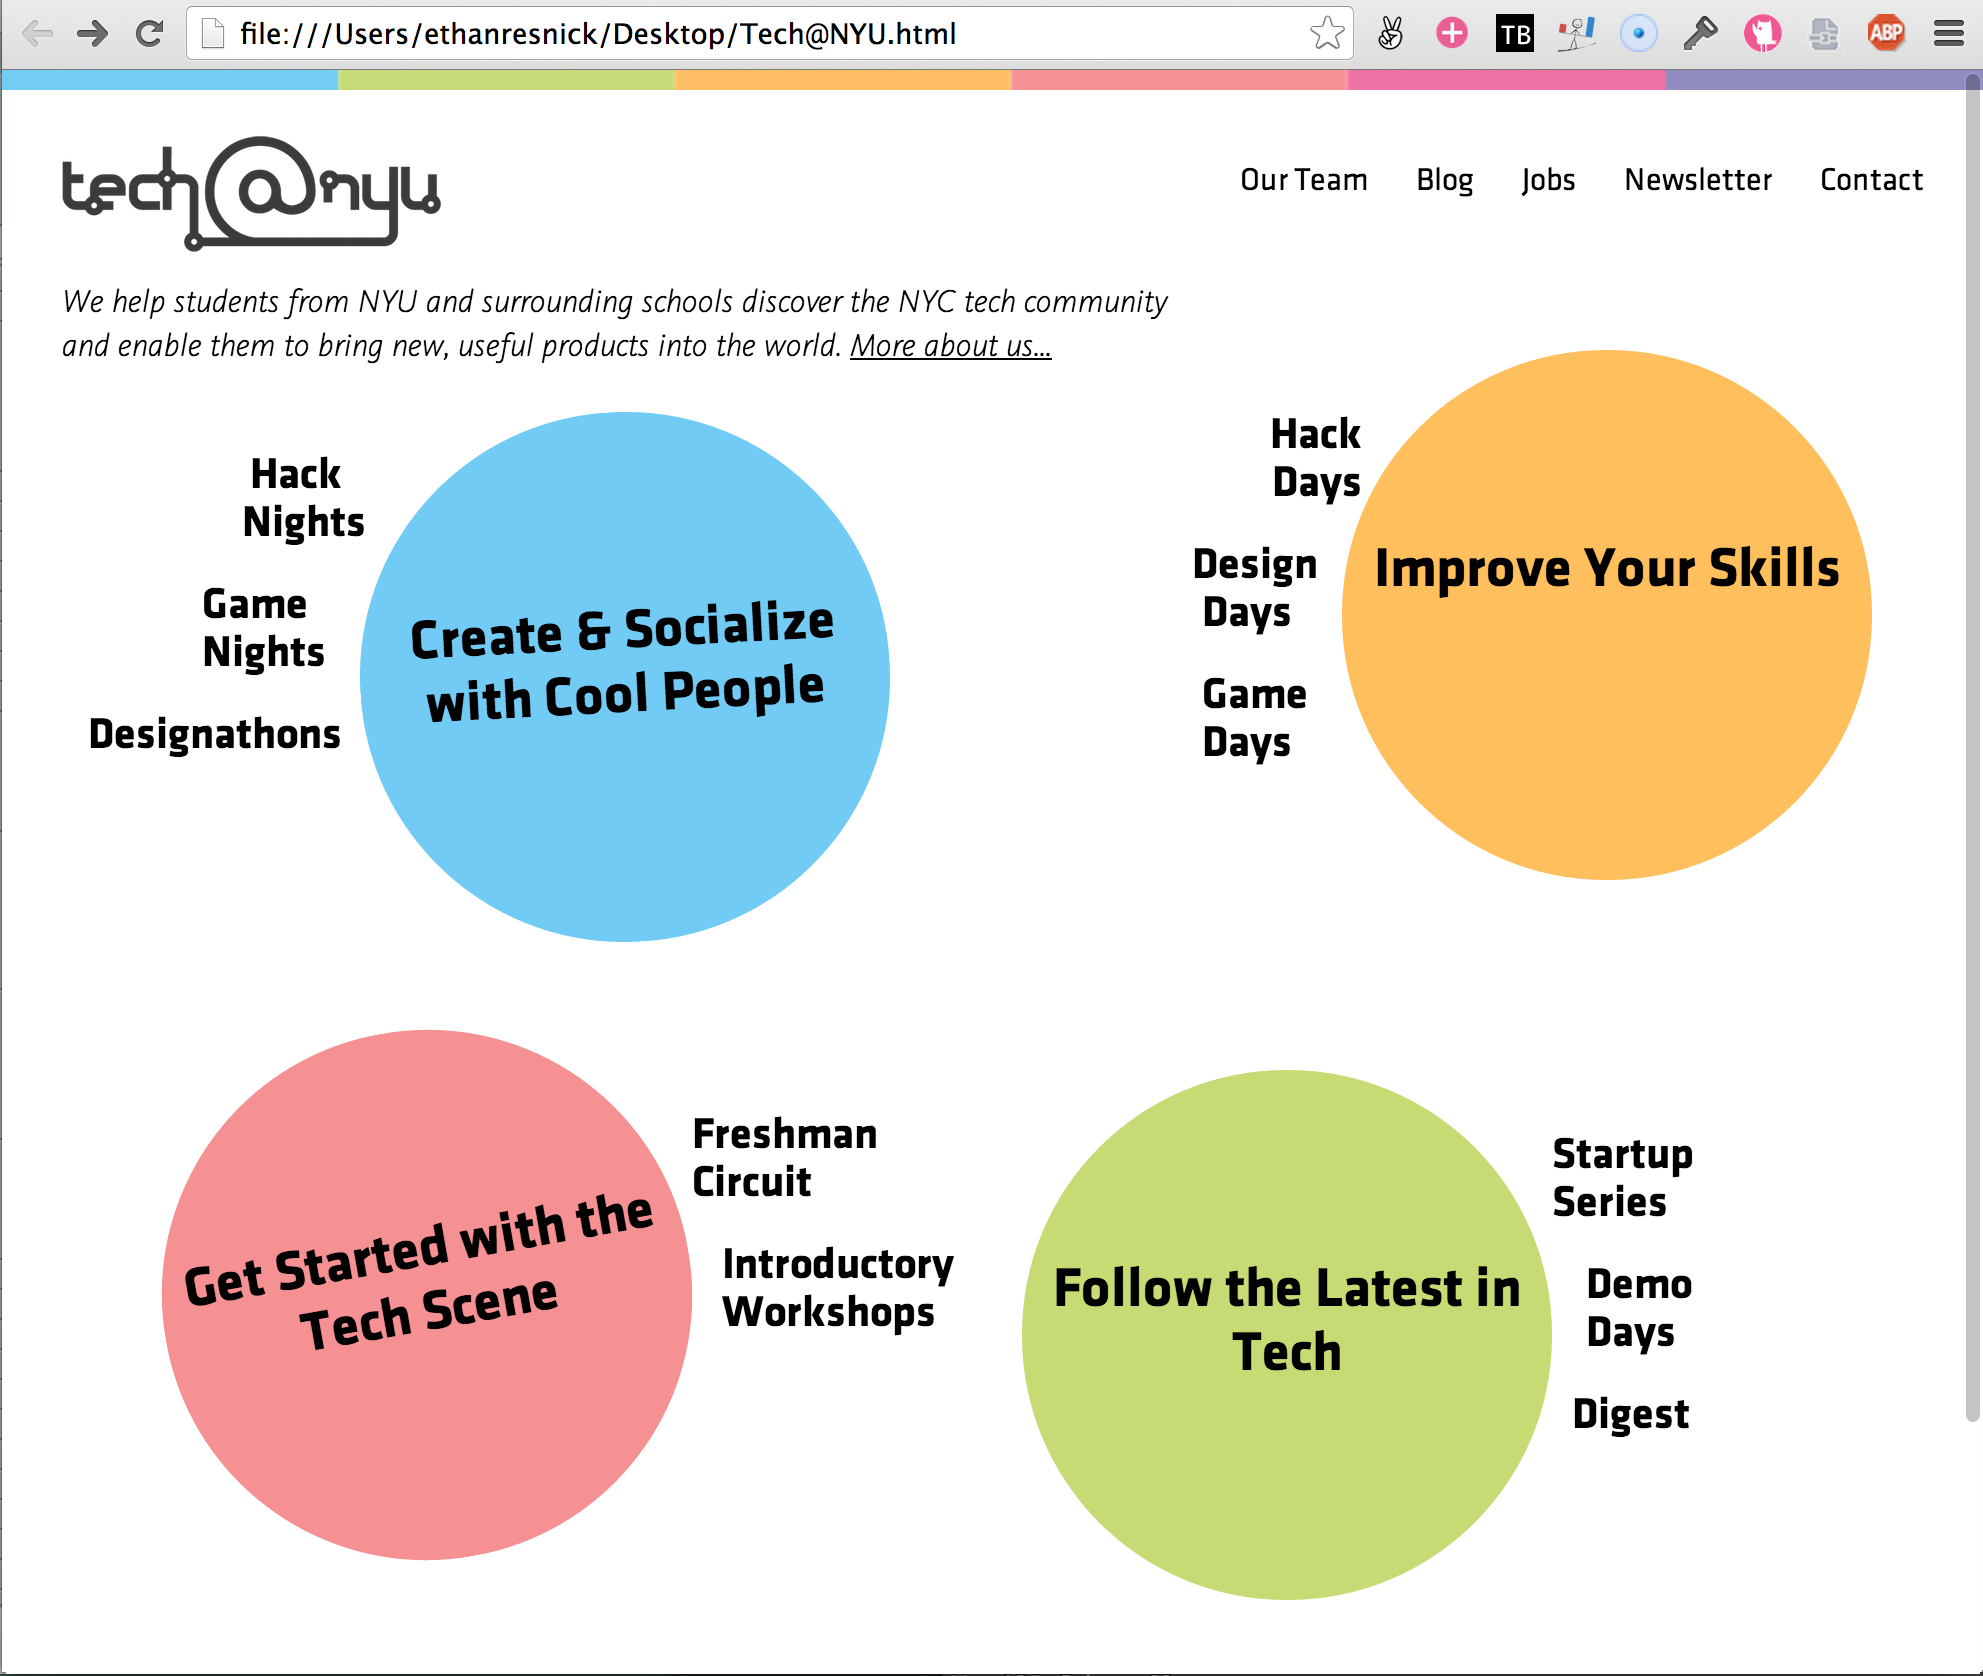 file:///Users/ethanresnick/Desktop/Tech@NYU.html
TB
ABP
tech@nyu
Our Team Blog Jobs Newsletter Contact
We help students from NYU and surrounding schools discover the NYC tech community
and enable them to bring new, useful products into the world. More about us...
Hack
Nights
Game
Nights
Designathons
Create & Socialize
with Cool People
Hack
Days
Design
Days
Game
Days
Improve Your Skills
Get Started with the
Tech Scene
Freshman
Circuit
Introductory
Workshops
Follow the Latest in
Tech
Startup
Series
Demo
Days
Digest